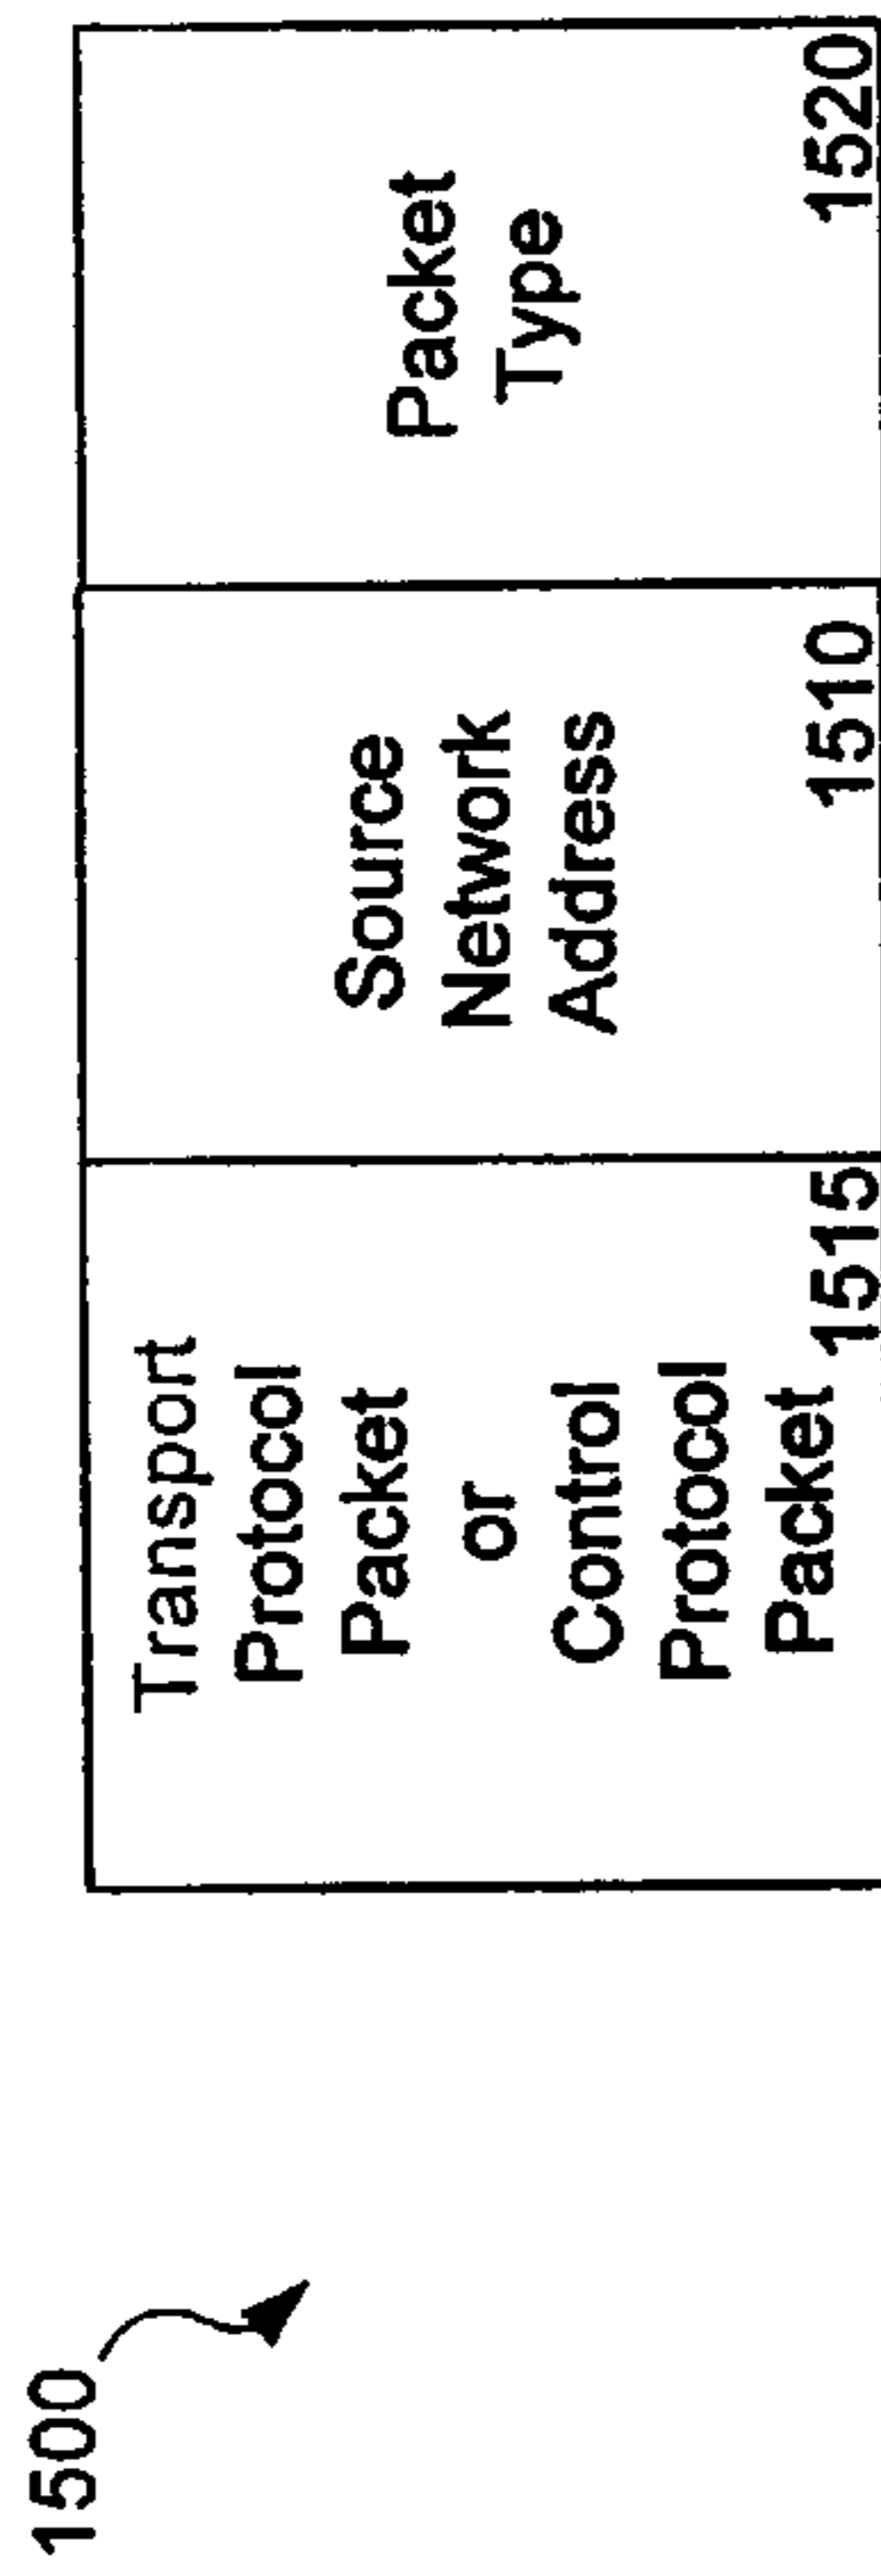 1500
Transport
Protocol
Packet
or
Control
Protocol
Packet
1515
Source
Network
Address
1510
Packet
Type
1520